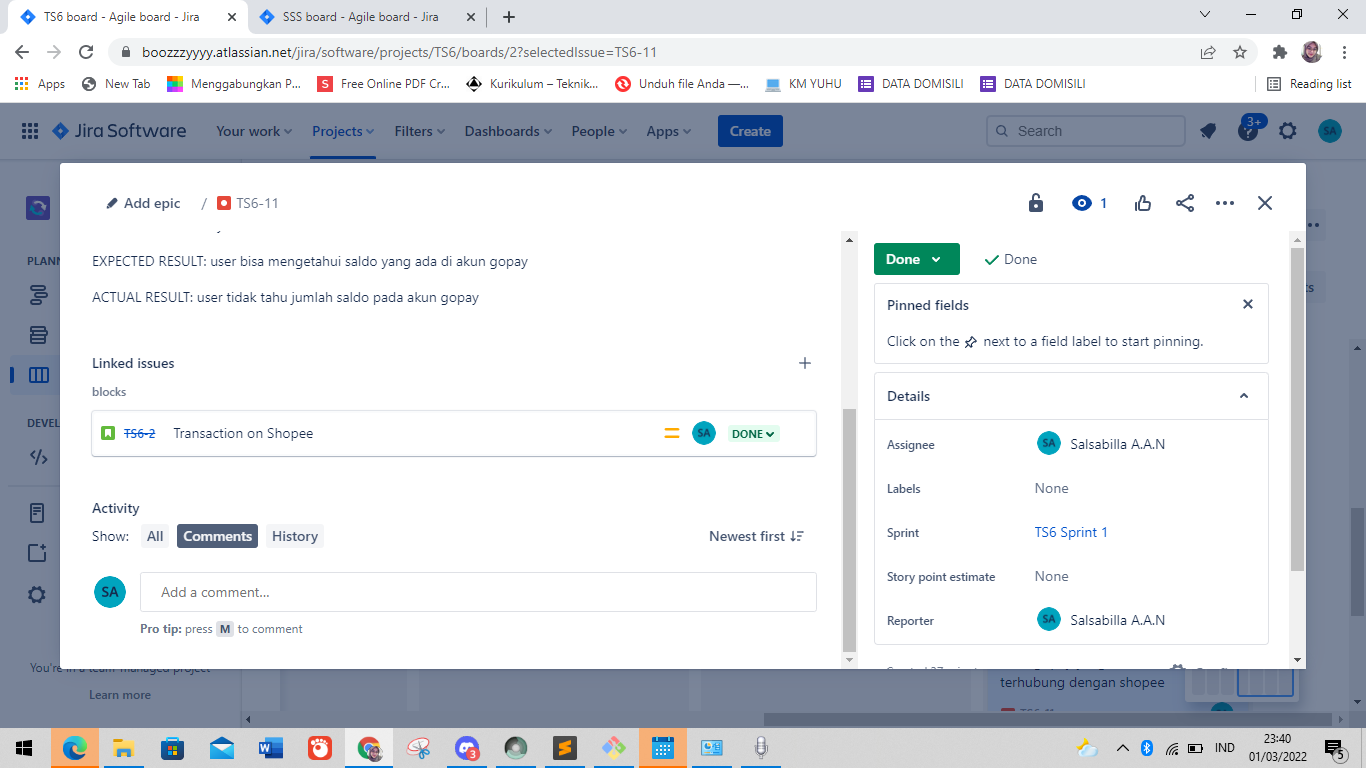 TS6 board - Agile board - Jira
SSS board - Agile board - Jira
boozzzyyyy.atlassian.net/jira/software/projects/TS6/boards/2?selectedIssue=TS6-11
Apps
New Tab
Menggabungkan P...
Free Online PDF Cr...
Kurikulum – Teknik...
Unduh file Anda —...
KM YUHU
DATA DOMISILI
DATA DOMISILI
Reading list
Jira Software
Your work
Projects
Filters
Dashboards
People
Apps
Create
Search
3+
SA
Add epic
/
TS6-11
1
PLANN
DEVEL
EXPECTED RESULT: user bisa mengetahui saldo yang ada di akun gopay
ACTUAL RESULT: user tidak tahu jumlah saldo pada akun gopay
Linked issues
blocks
TS6-2
Transaction on Shopee
SA
DONE
Activity
Show:
All
Comments
History
Newest first
SA
Add a comment...
Pro tip: press M to comment
Done
Done
Pinned fields
Click on the next to a field label to start pinning.
Details
Assignee
SA
Salsabilla A.A.N
Labels
None
Sprint
TS6 Sprint 1
Story point estimate
None
Reporter
SA
Salsabilla A.A.N
You're in a team-managed project
Learn more
terhubung dengan shopee
3
IND
23:40
01/03/2022
5